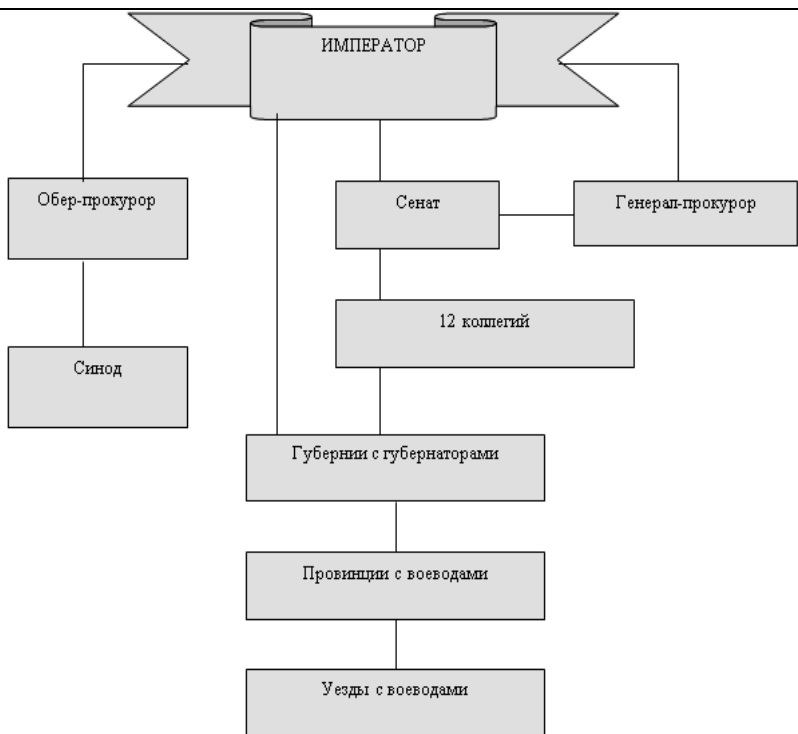 ИМПЕРАТОР
Обер-прокурор
Сенат
Генерал-прокурор
12 коллегий
Синод
Губернии с губернаторами
Провинции с воеводами
Уезды с воеводами